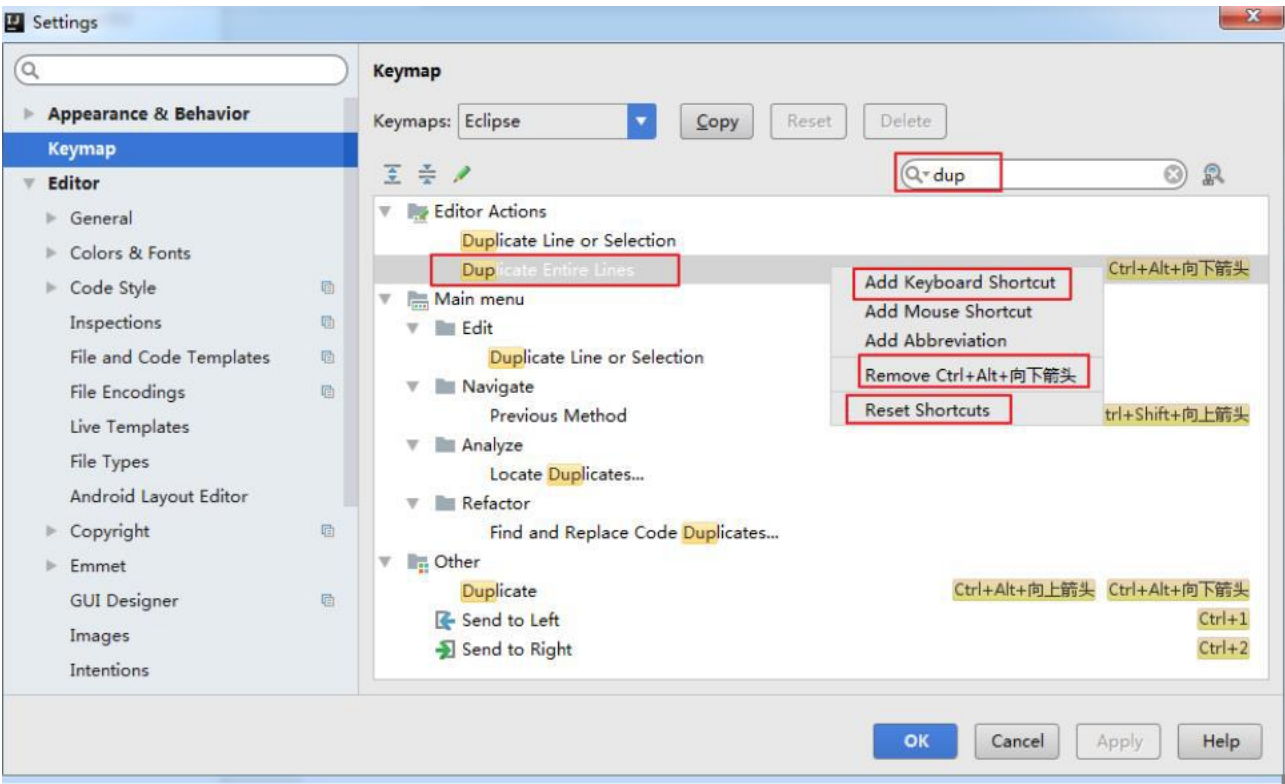 Settings
Appearance & Behavior
Keymap
Editor
General
Colors & Fonts
Code Style
Inspections
File and Code Templates
File Encodings
Live Templates
File Types
Android Layout Editor
Copyright
Emmet
GUI Designer
Images
Intentions
Keymap
Keymaps: Eclipse Copy Reset Delete
dup
Editor Actions
Duplicate Line or Selection
Duplicate Entire Lines Ctrl+Alt+向下箭头
Main menu
Edit
Duplicate Line or Selection
Navigate
Previous Method trl+Shift+向上箭头
Analyze
Locate Duplicates...
Refactor
Find and Replace Code Duplicates...
Other
Duplicate Ctrl+Alt+向上箭头 Ctrl+Alt+向下箭头
Send to Left Ctrl+1
Send to Right Ctrl+2
Add Keyboard Shortcut
Add Mouse Shortcut
Add Abbreviation
Remove Ctrl+Alt+向下箭头
Reset Shortcuts
OK Cancel Apply Help